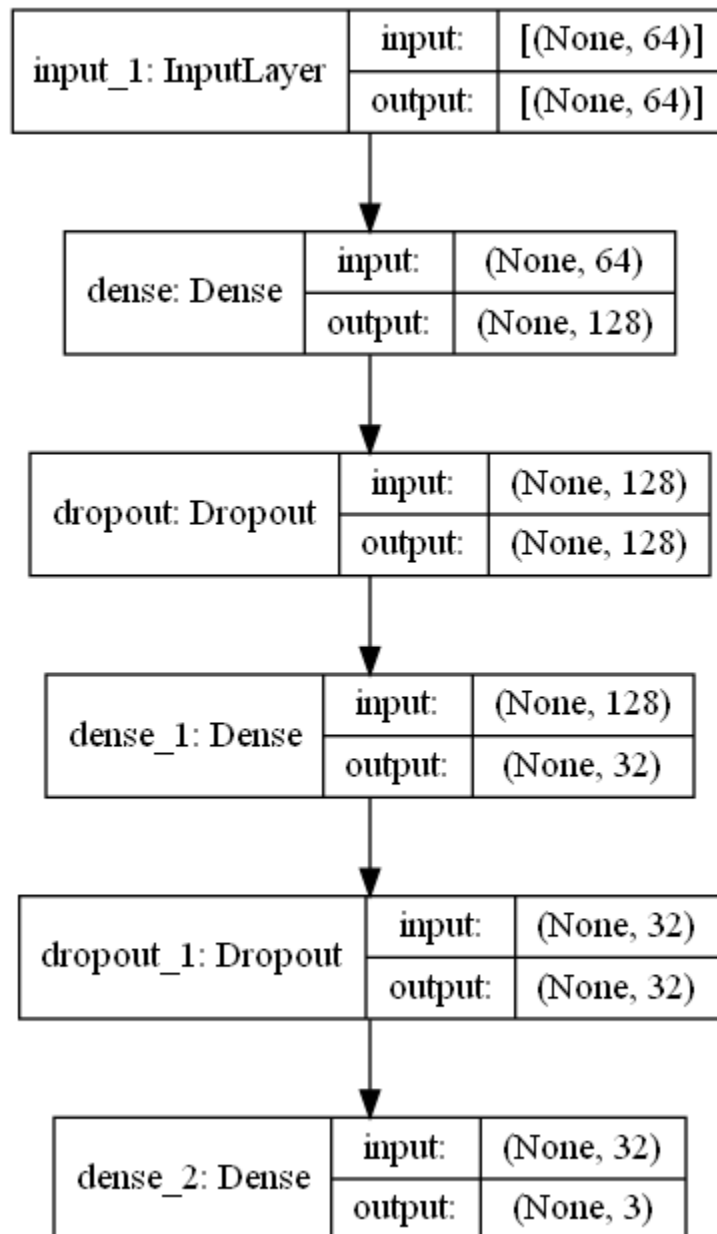 input_1: InputLayer
input: [(None, 64)]
output: [(None, 64)]
dense: Dense
input: (None, 64)
output: (None, 128)
dropout: Dropout
input: (None, 128)
output: (None, 128)
dense_1: Dense
input: (None, 128)
output: (None, 32)
dropout_1: Dropout
input: (None, 32)
output: (None, 32)
dense_2: Dense
input: (None, 32)
output: (None, 3)